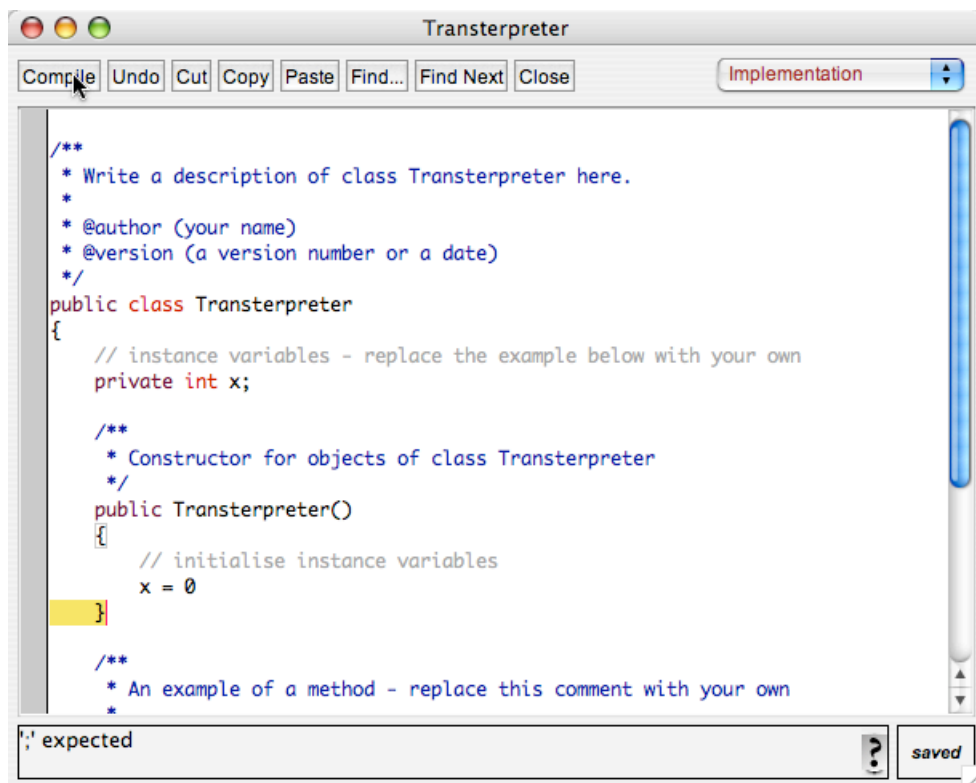 Transterpreter
Compile Undo Cut Copy Paste Find... Find Next Close Implementation
/**
* Write a description of class Transterpreter here.
*
* @author (your name)
* @version (a version number or a date)
*/
public class Transterpreter
{
// instance variables - replace the example below with your own
private int x;
/**
* Constructor for objects of class Transterpreter
*/
public Transterpreter()
{
// initialise instance variables
x = 0
}
/**
* An example of a method - replace this comment with your own
*
';' expected ? saved